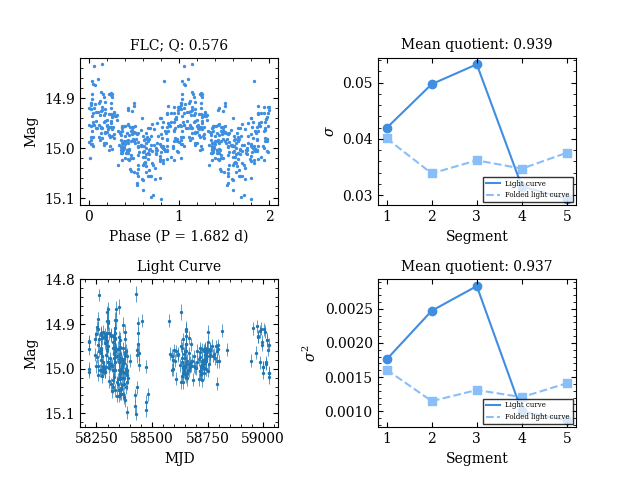 FLC; Q: 0.576
Mag
14.9
15.0
15.1
0
1
2
Phase (P = 1.682 d)
Mean quotient: 0.939
σ
0.05
0.04
0.03
1
2
3
4
5
Segment
Light curve
Folded light curve
Light Curve
Mag
14.8
14.9
15.0
15.1
58250
58500
58750
59000
MJD
Mean quotient: 0.937
σ²
0.0025
0.0020
0.0015
0.0010
1
2
3
4
5
Segment
Light curve
Folded light curve